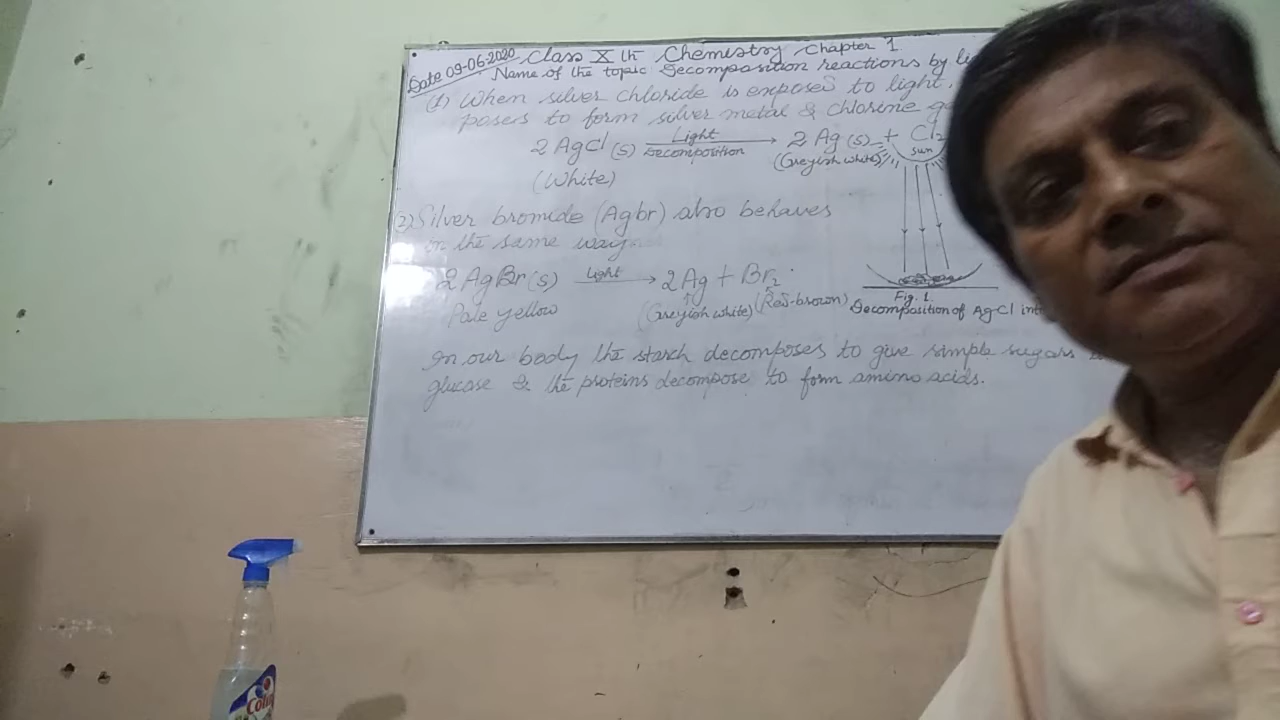 Date 09-06-2020 Class X th Chemistry Chapter 1
Name of the topic Decomposition reactions by
(1) When silver chloride is exposed to light,
poses to form silver metal & chlorine
2 AgCl (s) Light Decomposition → 2 Ag (s) + Cl2
(White) (Greyish white)
sun
(2) Silver bromide (Agbr) also behaves
in the same way
2 AgBr (s) Light → 2 Ag + Br2
Pale yellow (Greyish white) (Red-brown)
Fig. 1.
Decomposition of AgCl
In our body the starch decomposes to give simple sugars
glucase & the proteins decompose to form amino acids.
Colin